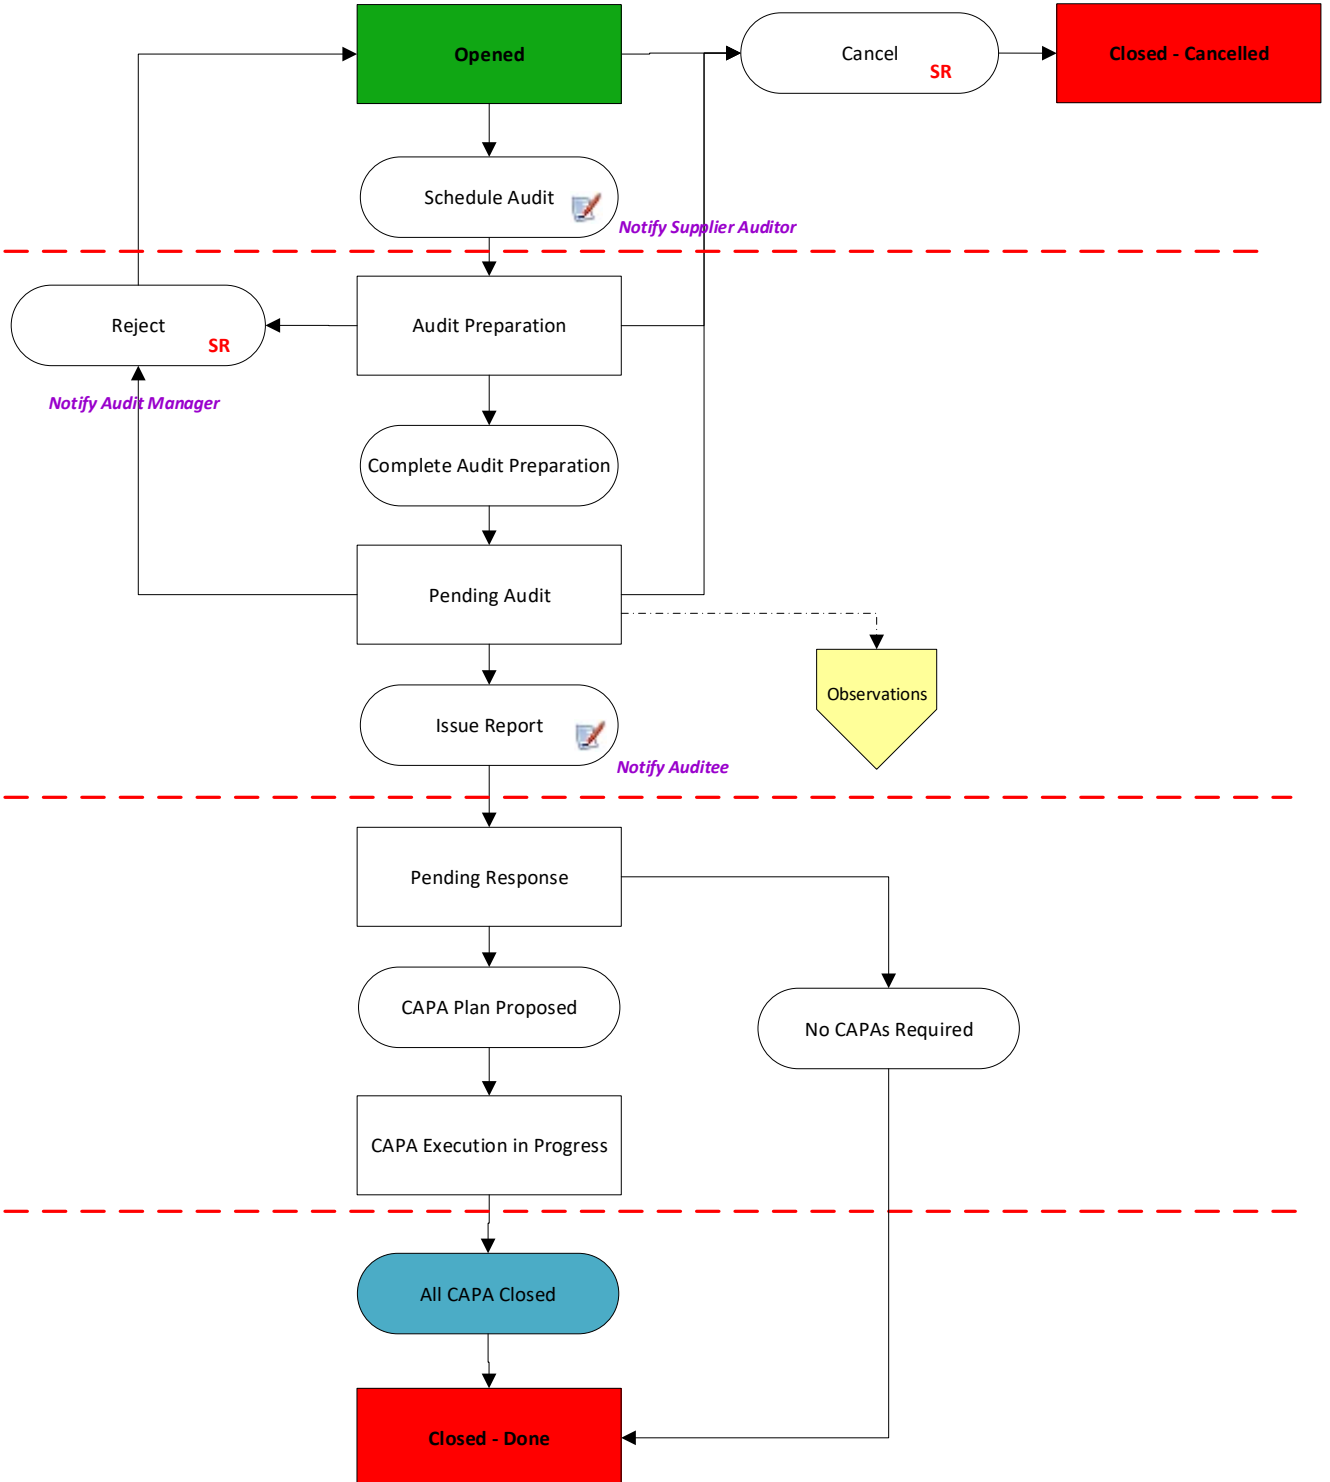 Opened
Cancel
SR
Closed - Cancelled
Schedule Audit
Notify Supplier Auditor
Reject
SR
Audit Preparation
Notify Audit Manager
Complete Audit Preparation
Pending Audit
Observations
Issue Report
Notify Auditee
Pending Response
CAPA Plan Proposed
No CAPAs Required
CAPA Execution in Progress
All CAPA Closed
Closed - Done